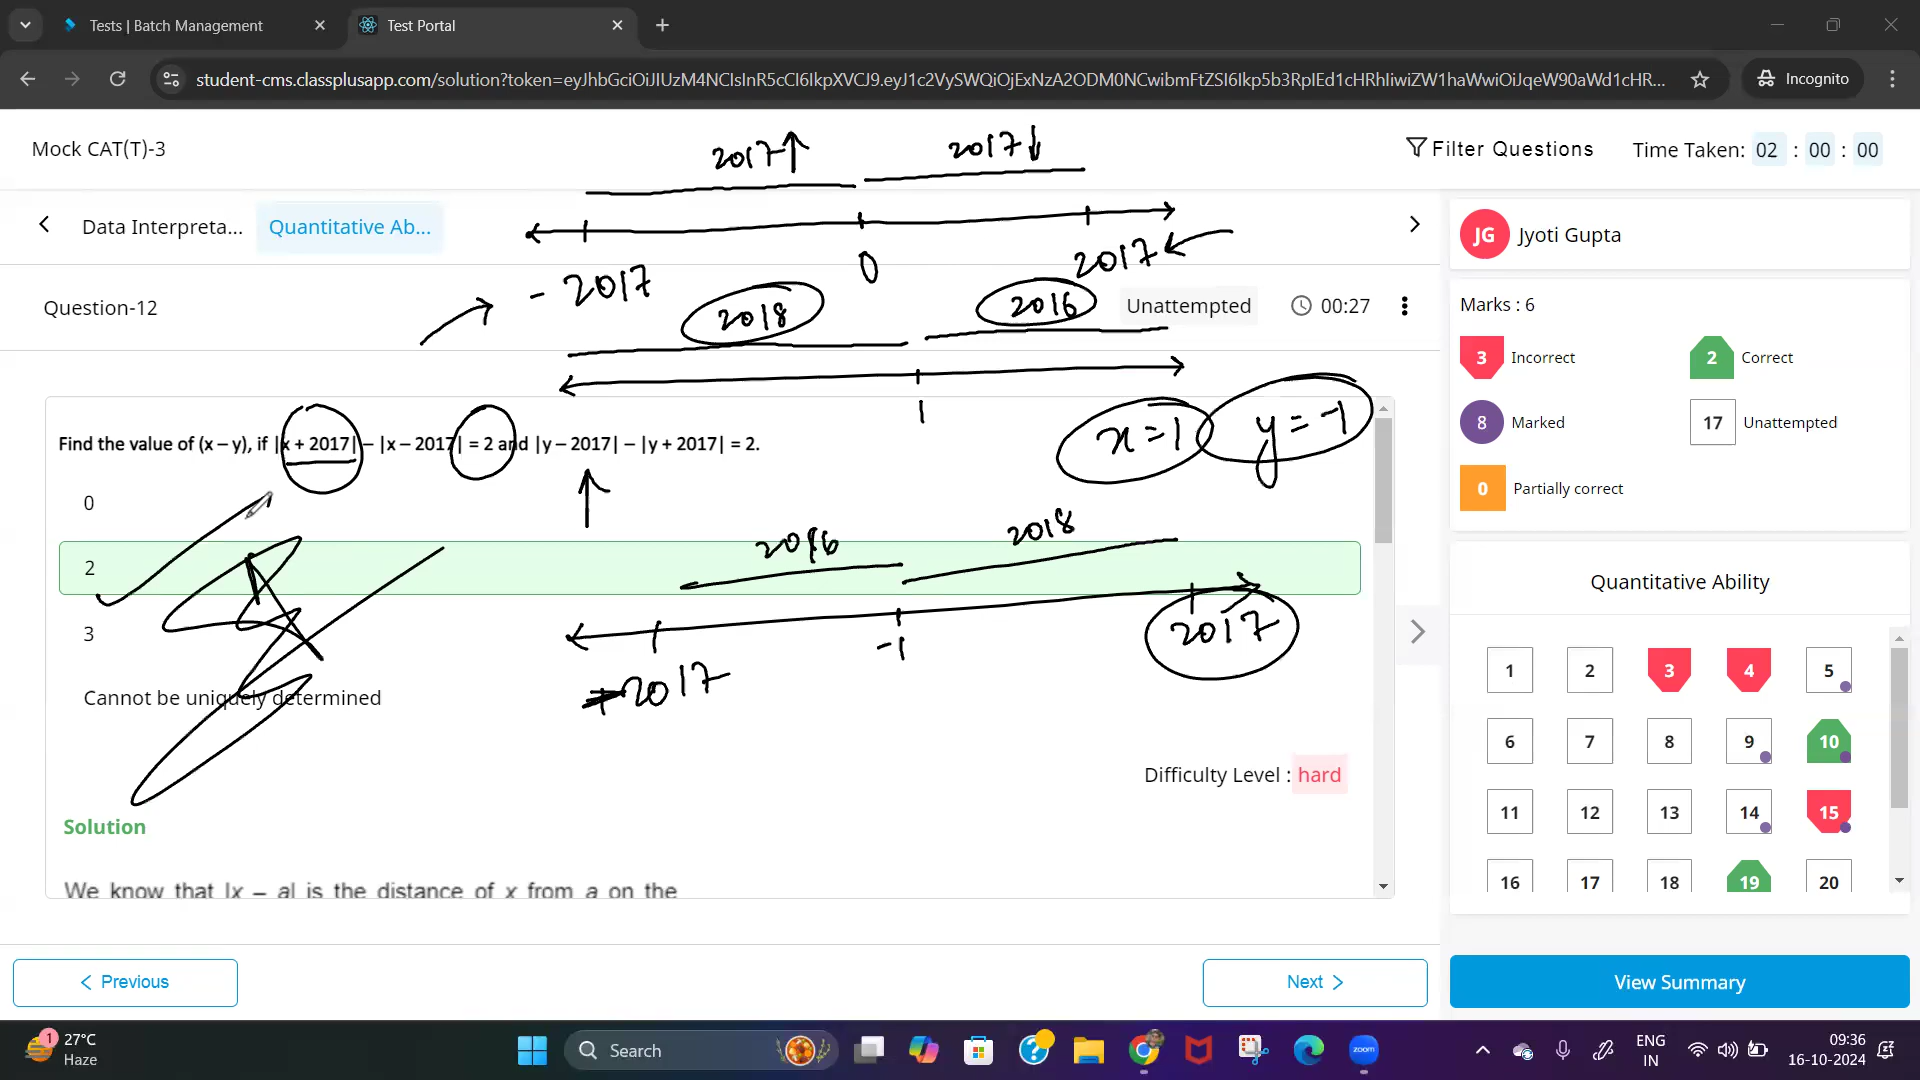 Tests | Batch Management
Test Portal
student-cms.classplusapp.com/solution?token=eyJhbGciOiJIUzM4NCIsInR5cCI6IkpXVCJ9.eyJ1c2VySWQiOjExNzA2ODM0NCwibmFtZSI6Ikp5b3RpIEd1cHRhIiwiZW1haWwiOiJqeW90aWd1cHR...
Incognito
Mock CAT(T)-3
Filter Questions
Time Taken: 02 : 00 : 00
2017↑
2017↓
Data Interpreta...
Quantitative Ab...
JG
Jyoti Gupta
-2017
0
2017
Question-12
2018
2016
Unattempted
00:27
Marks : 6
3 Incorrect
2 Correct
1
8 Marked
17 Unattempted
0 Partially correct
x=1
y=-1
Find the value of (x – y), if |x + 2017| – |x – 2017| = 2 and |y – 2017| – |y + 2017| = 2.
0
2
3
Cannot be uniquely determined
2016
2018
-1
2017
-2017
Difficulty Level : hard
Solution
We know that |x – a| is the distance of x from a on the
Quantitative Ability
1 2 3 4 5
6 7 8 9 10
11 12 13 14 15
16 17 18 19 20
Previous
Next
View Summary
1
27°C
Haze
Search
zoom
ENG
IN
09:36
16-10-2024